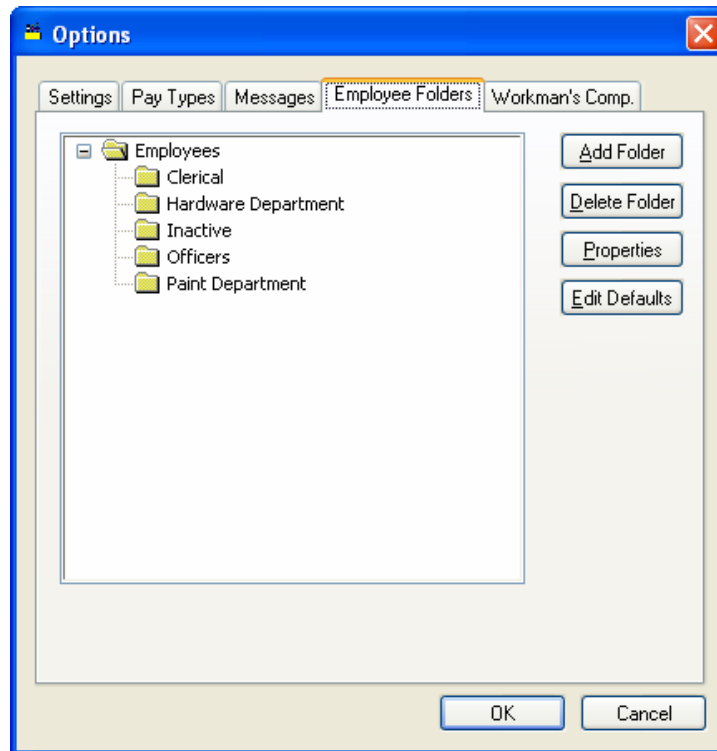 Options
Settings Pay Types Messages Employee Folders Workman's Comp.
Employees
Clerical
Hardware Department
Inactive
Officers
Paint Department
Add Folder
Delete Folder
Properties
Edit Defaults
OK Cancel